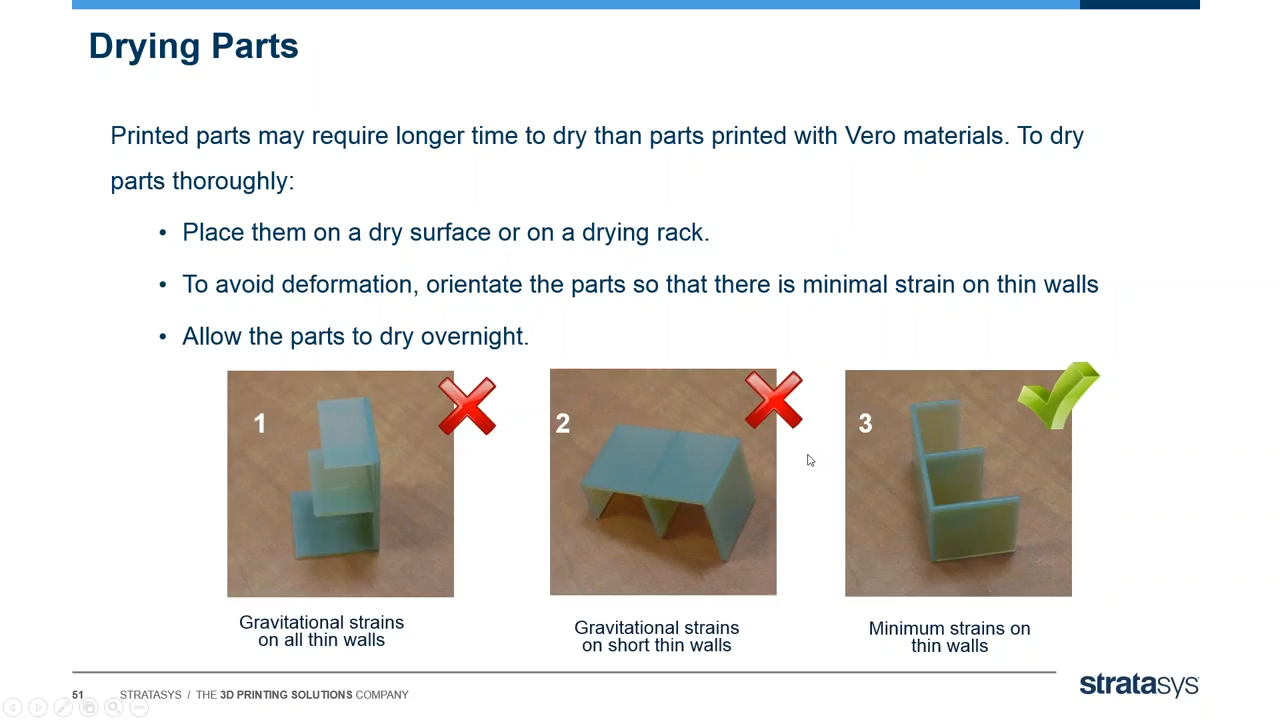 Drying Parts
Printed parts may require longer time to dry than parts printed with Vero materials. To dry
parts thoroughly:
• Place them on a dry surface or on a drying rack.
• To avoid deformation, orientate the parts so that there is minimal strain on thin walls
• Allow the parts to dry overnight.
1
2
3
Gravitational strains
on all thin walls
Gravitational strains
on short thin walls
Minimum strains on
thin walls
51 STRATASYS / THE 3D PRINTING SOLUTIONS COMPANY
stratasys